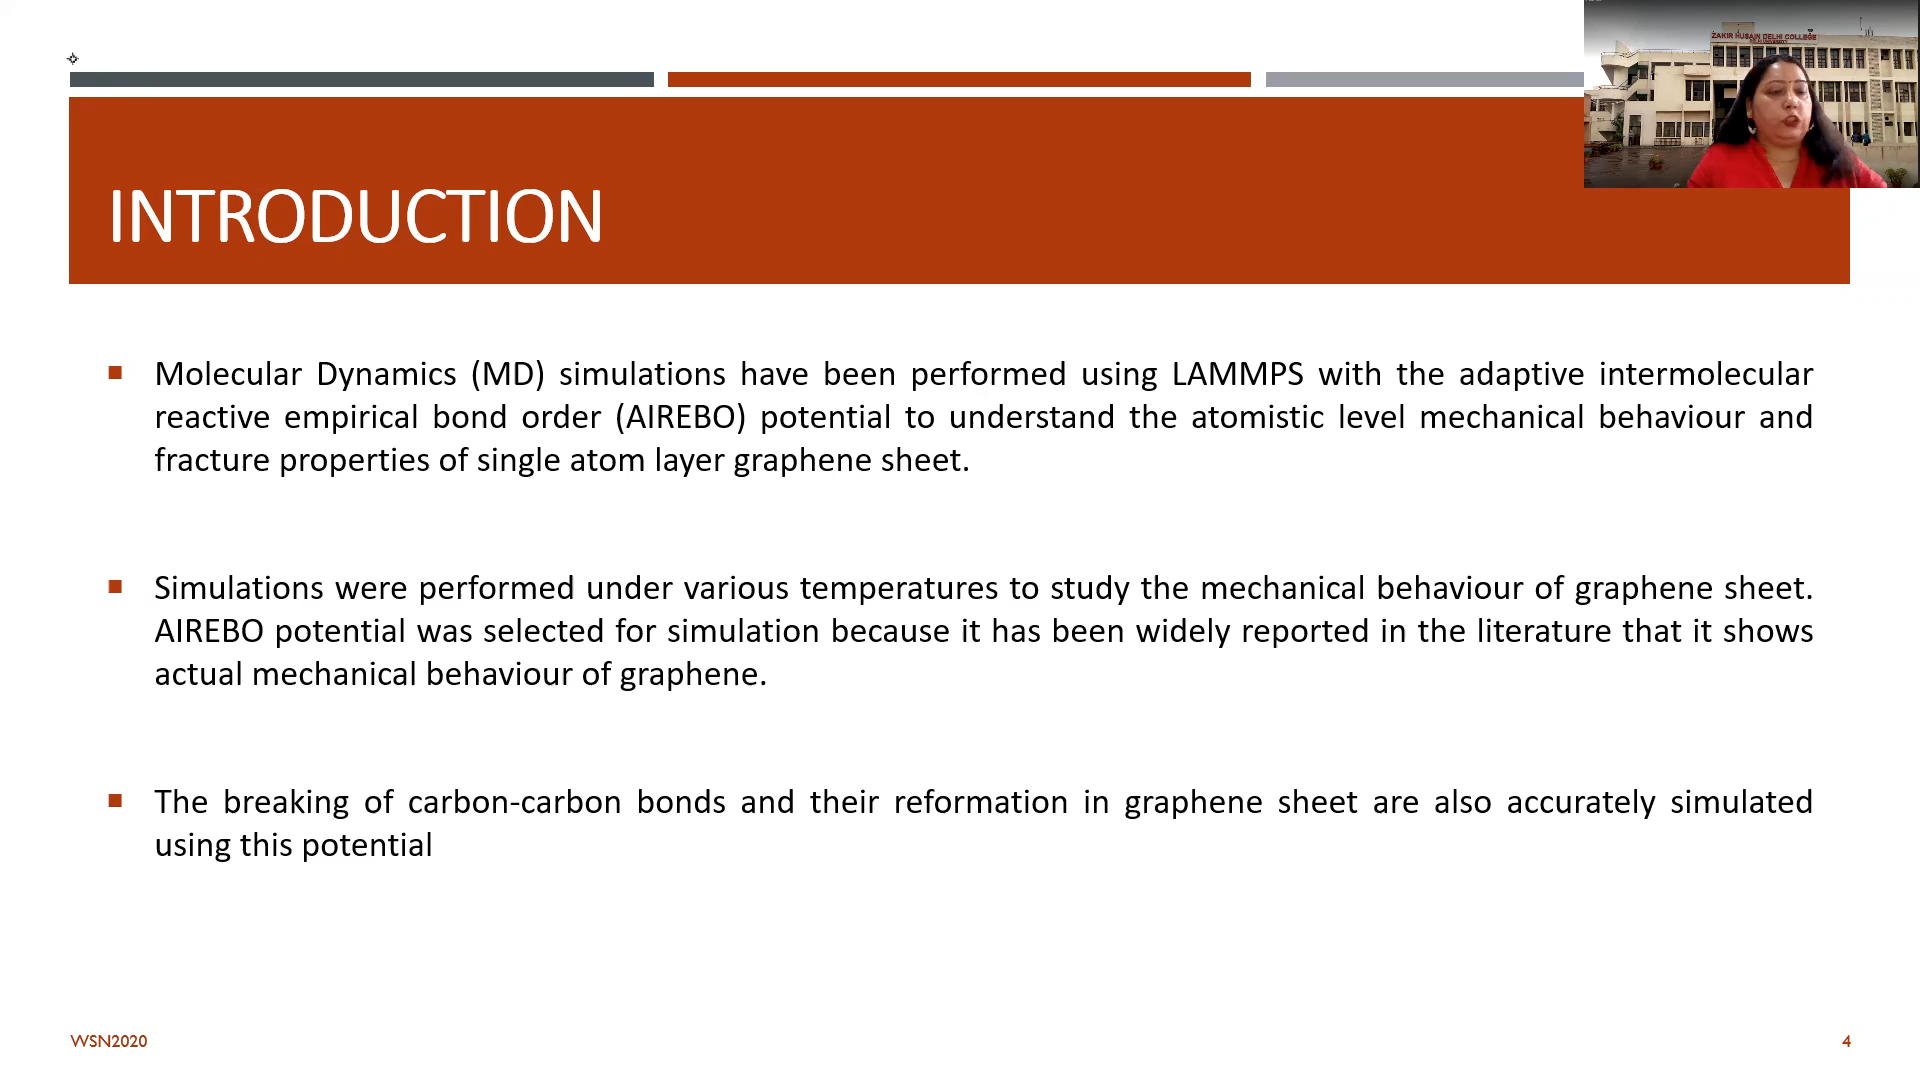 ZAKIR HUSAIN DELHI COLLEGE
INTRODUCTION
Molecular Dynamics (MD) simulations have been performed using LAMMPS with the adaptive intermolecular
reactive empirical bond order (AIREBO) potential to understand the atomistic level mechanical behaviour and
fracture properties of single atom layer graphene sheet.
Simulations were performed under various temperatures to study the mechanical behaviour of graphene sheet.
AIREBO potential was selected for simulation because it has been widely reported in the literature that it shows
actual mechanical behaviour of graphene.
The breaking of carbon-carbon bonds and their reformation in graphene sheet are also accurately simulated
using this potential
WSN2020
4